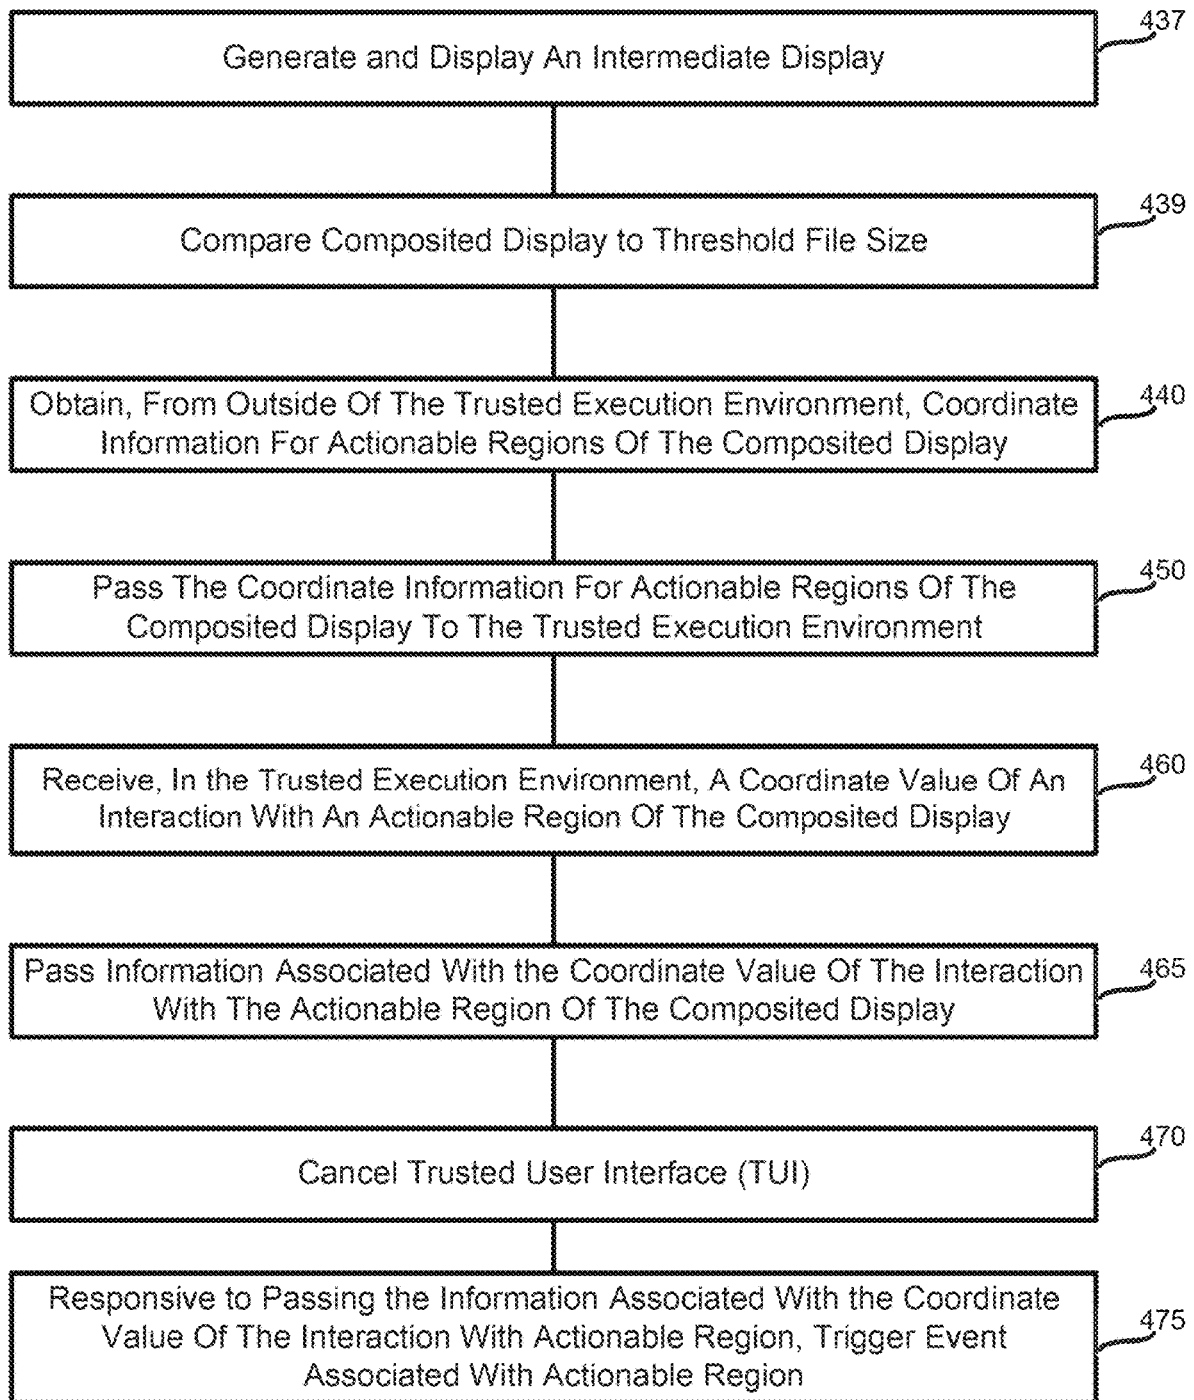 437
Generate and Display An Intermediate Display
439
Compare Composited Display to Threshold File Size
440
Obtain, From Outside Of The Trusted Execution Environment, Coordinate
Information For Actionable Regions Of The Composited Display
450
Pass The Coordinate Information For Actionable Regions Of The
Composited Display To The Trusted Execution Environment
460
Receive, In the Trusted Execution Environment, A Coordinate Value Of An
Interaction With An Actionable Region Of The Composited Display
465
Pass Information Associated With the Coordinate Value Of The Interaction
With The Actionable Region Of The Composited Display
470
Cancel Trusted User Interface (TUI)
475
Responsive to Passing the Information Associated With the Coordinate
Value Of The Interaction With Actionable Region, Trigger Event
Associated With Actionable Region